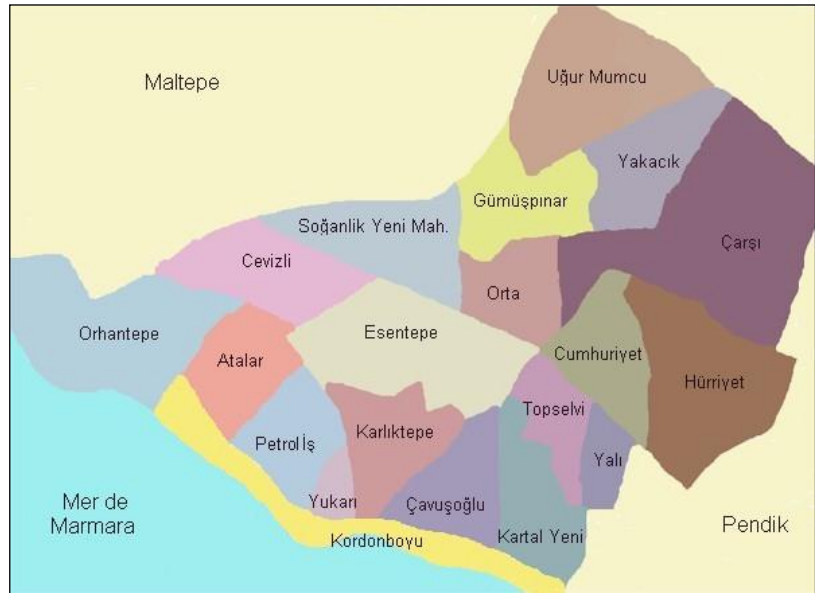 Uğur Mumcu
Maltepe
Yakacık
Gümüşpınar
Soğanlik Yeni Mah.
Çarşı
Cevizli
Orta
Orhantepe
Esentepe
Cumhuriyet
Atalar
Hürriyet
Topselvi
Karlıktepe
Petrol İş
Yalı
Mer de
Marmara
Yukarı
Çavuşoğlu
Pendik
Kartal Yeni
Kordonboyu